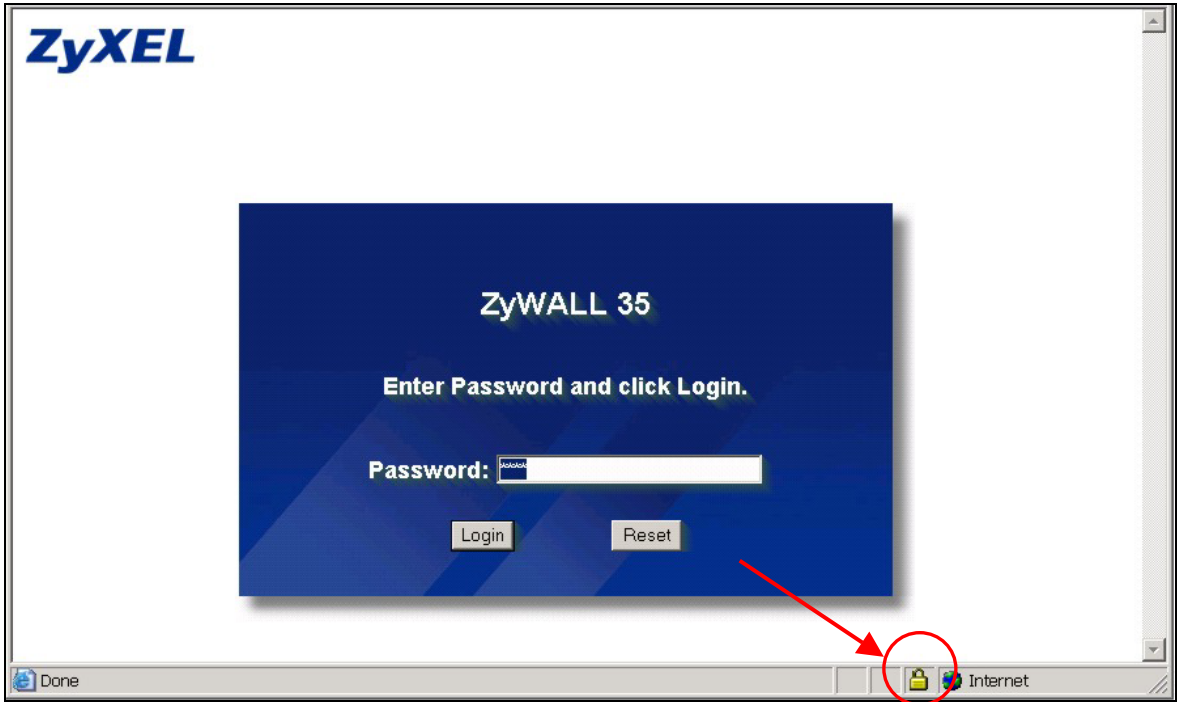 ZyXEL
ZyWALL 35
Enter Password and click Login.
Password: ****
Login Reset
Done Internet